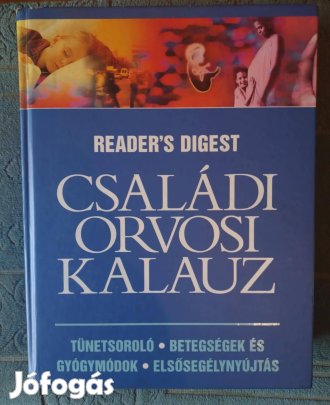 READER'S DIGEST
CSALÁDI
ORVOSI
KALAUZ
TÜNETSOROLÓ • BETEGSÉGEK ÉS
GYÓGYMÓDOK • ELSŐSEGÉLYNYÚJTÁS
Jófogás